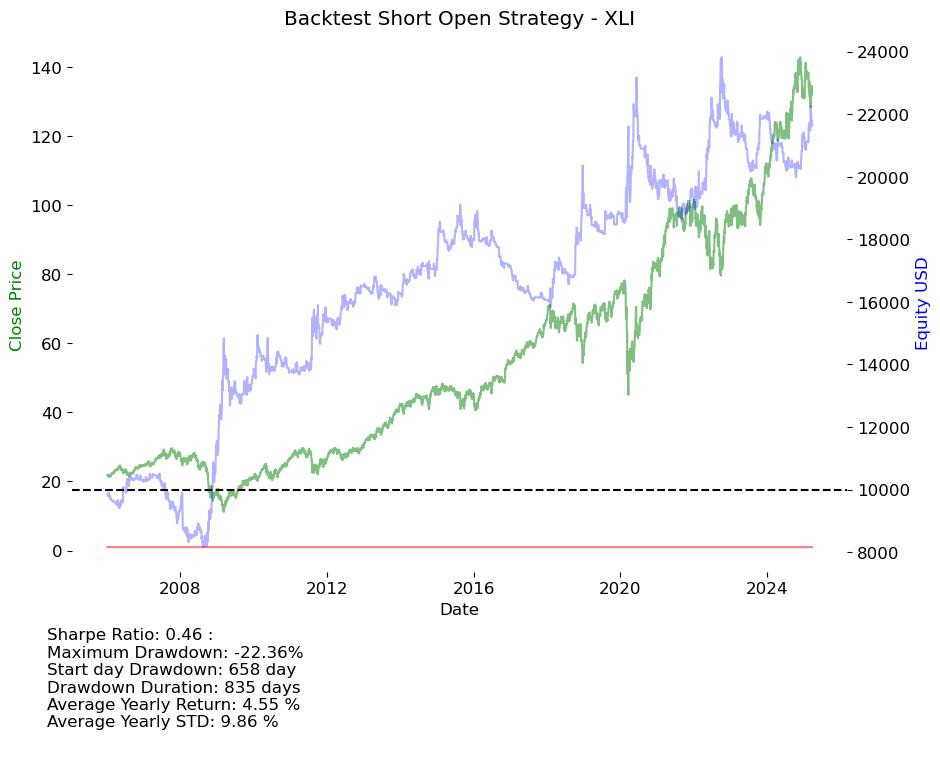 Backtest Short Open Strategy - XLI
140
120
100
80
60
40
20
0
Close Price
24000
22000
20000
18000
16000
14000
12000
10000
8000
Equity USD
2008 2012 2016 2020 2024
Date
Sharpe Ratio: 0.46 :
Maximum Drawdown: -22.36%
Start day Drawdown: 658 day
Drawdown Duration: 835 days
Average Yearly Return: 4.55 %
Average Yearly STD: 9.86 %